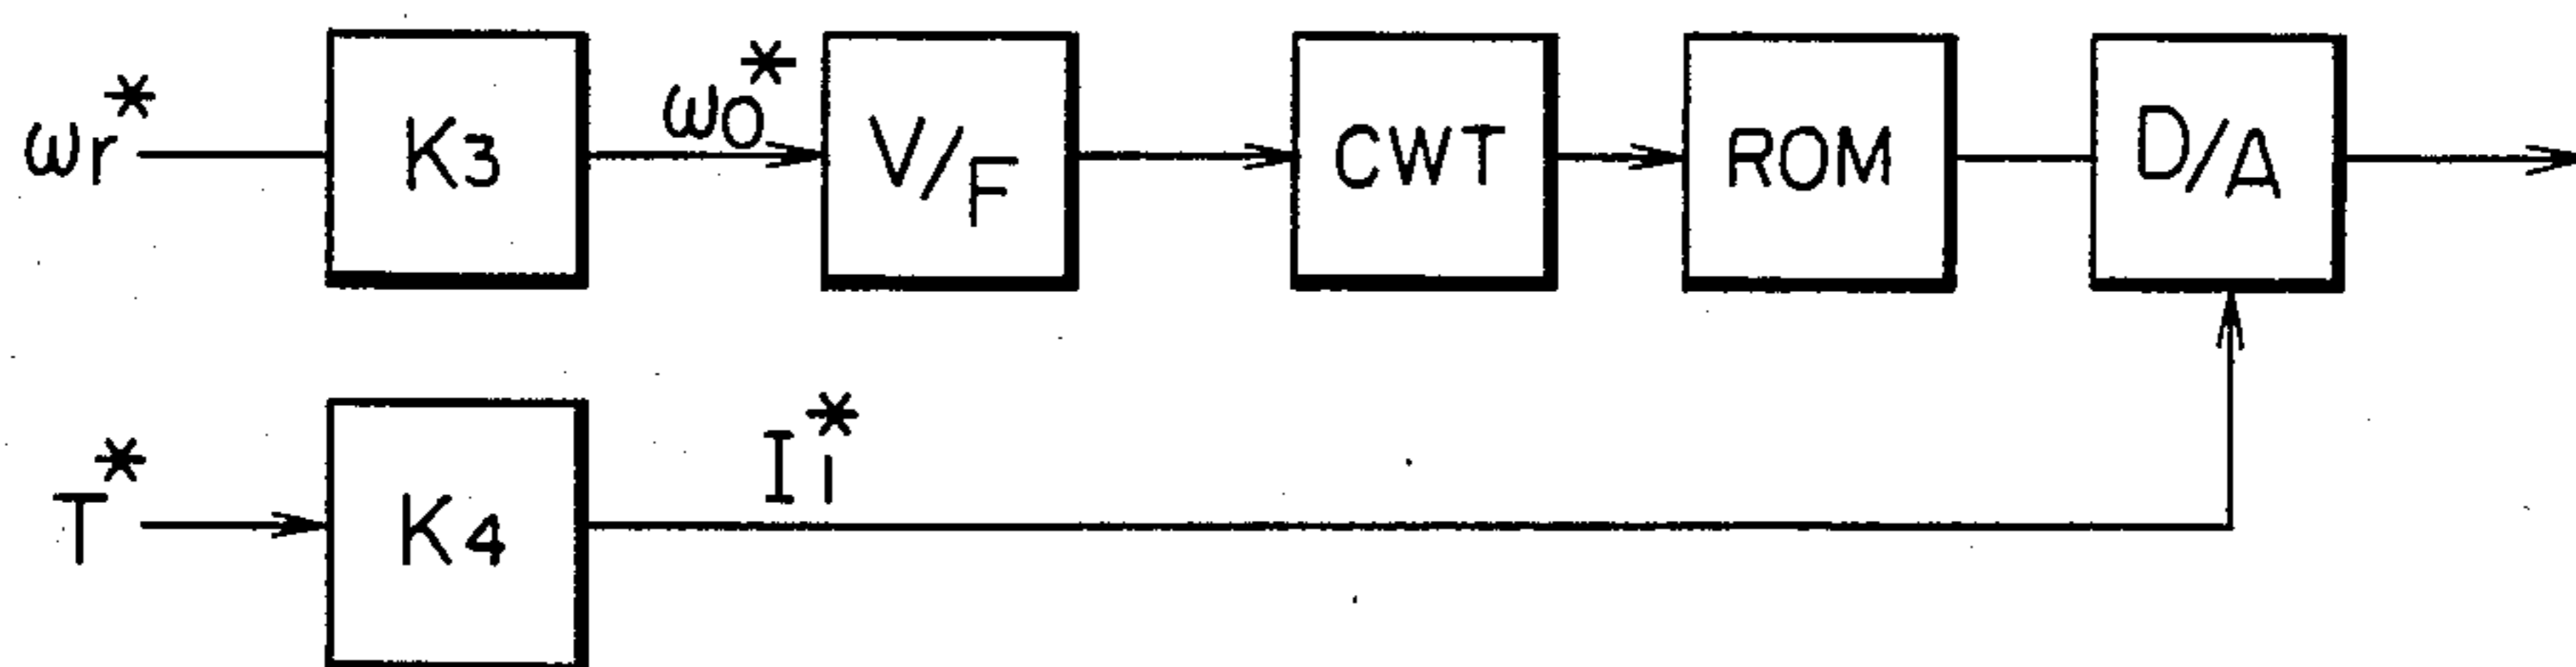 ωr*
K3
ω0*
V/F
CWT
ROM
D/A
T*
K4
I1*